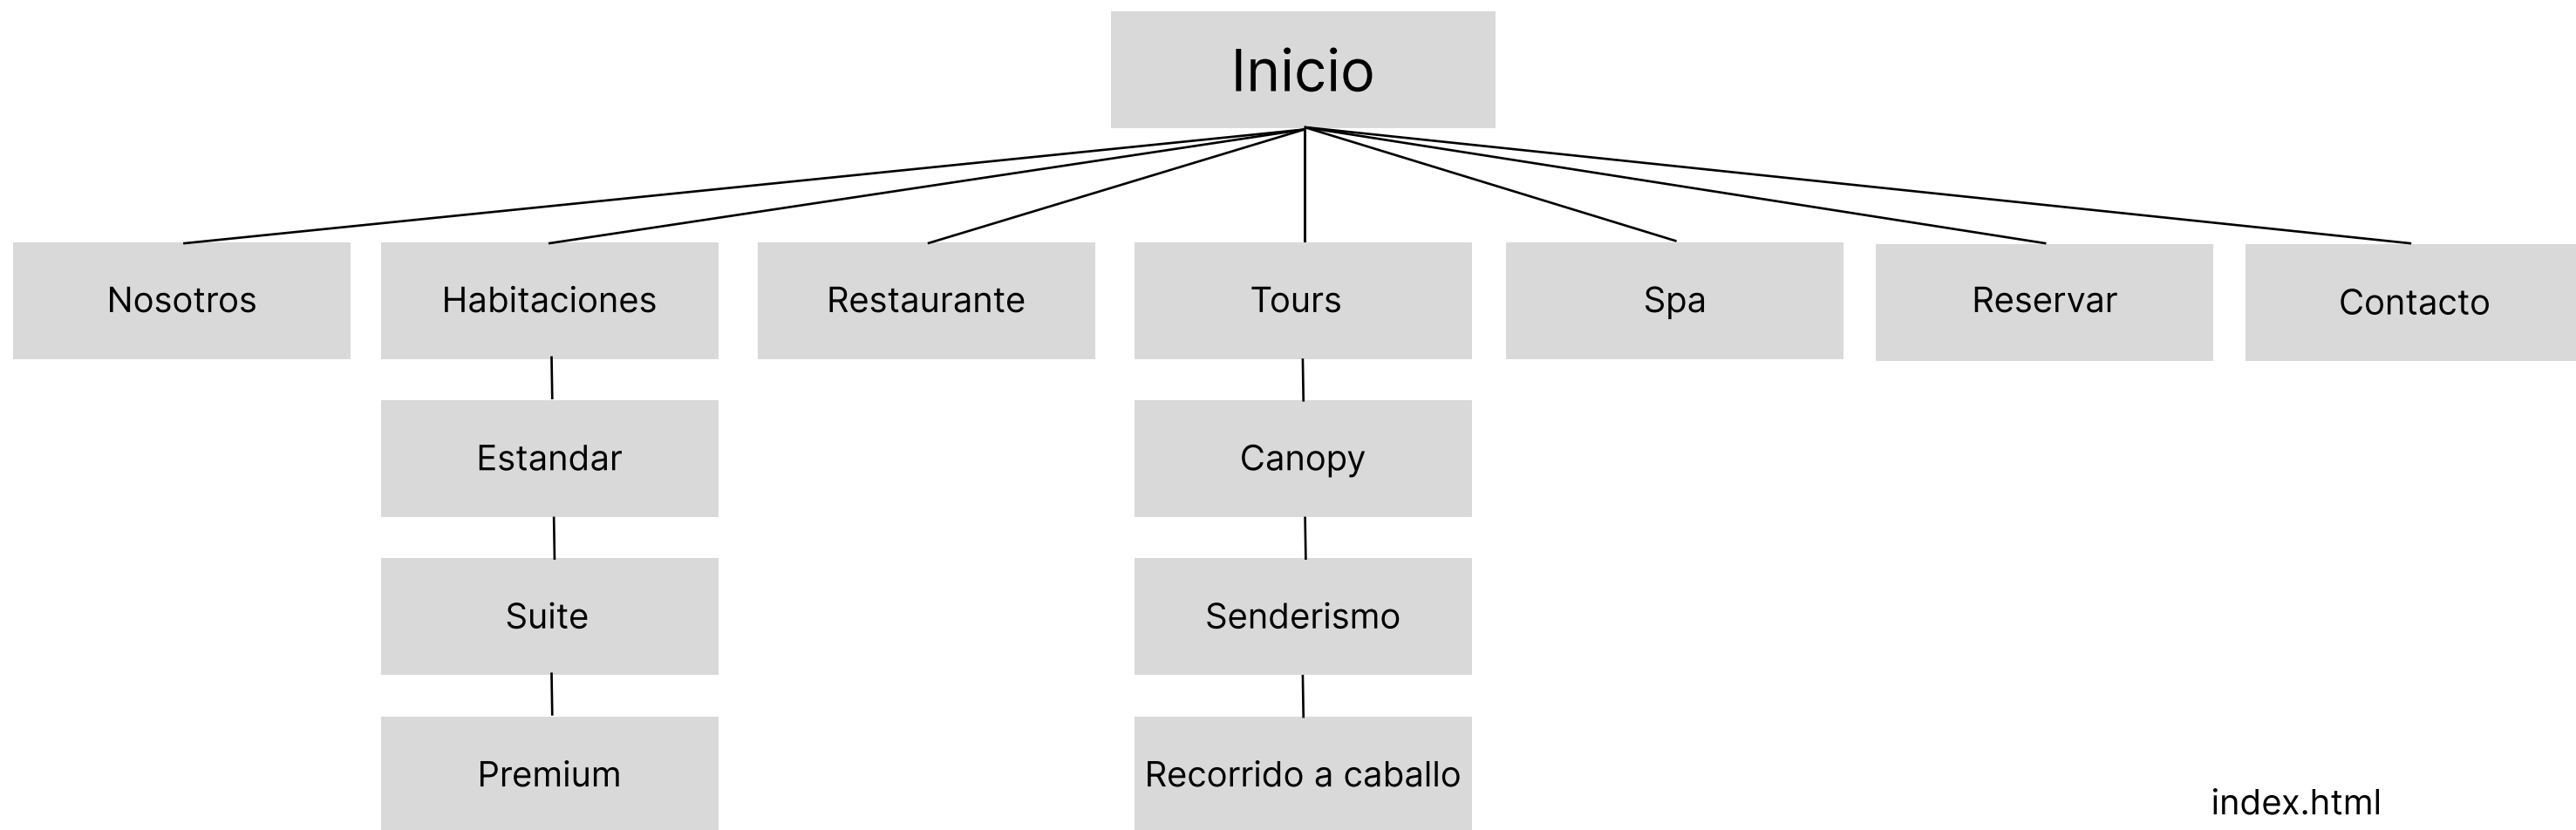 Inicio
Nosotros
Habitaciones
Restaurante
Tours
Spa
Reservar
Contacto
Estandar
Canopy
Suite
Senderismo
Premium
Recorrido a caballo
index.html